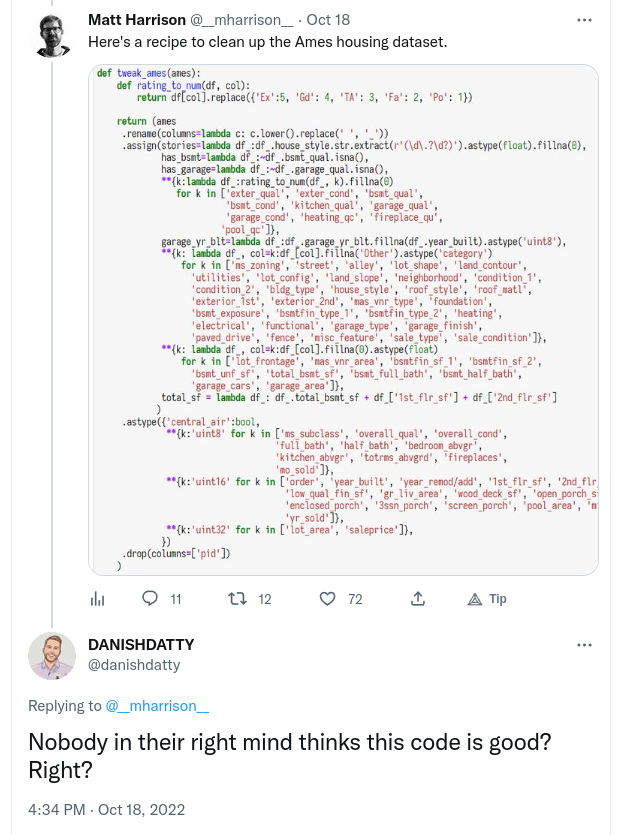 Matt Harrison @__mharrison__ · Oct 18
Here's a recipe to clean up the Ames housing dataset.
def tweak_ames(ames):
def rating_to_num(df, col):
return df[col].replace({'Ex':5, 'Gd': 4, 'TA': 3, 'Fa': 2, 'Po': 1})
return (ames
.rename(columns=lambda c: c.lower().replace(' ', '_'))
.assign(stories=lambda df_:df_.house_style.str.extract(r'(\d\.?\d?)').astype(float).fillna(0),
has_bsmt=lambda df_:~df_.bsmt_qual.isna(),
has_garage=lambda df_:~df_.garage_qual.isna(),
**{k:lambda df_:rating_to_num(df_, k).fillna(0)
for k in ['exter_qual', 'exter_cond', 'bsmt_qual',
'bsmt_cond', 'kitchen_qual', 'garage_qual',
'garage_cond', 'heating_qc', 'fireplace_qu',
'pool_qc']},
garage_yr_blt=lambda df_:df_.garage_yr_blt.fillna(df_.year_built).astype('uint8'),
**{k: lambda df_, col=k:df_[col].fillna('Other').astype('category')
for k in ['ms_zoning', 'street', 'alley', 'lot_shape', 'land_contour',
'utilities', 'lot_config', 'land_slope', 'neighborhood', 'condition_1',
'condition_2', 'bldg_type', 'house_style', 'roof_style', 'roof_matl',
'exterior_1st', 'exterior_2nd', 'mas_vnr_type', 'foundation',
'bsmt_exposure', 'bsmtfin_type_1', 'bsmtfin_type_2', 'heating',
'electrical', 'functional', 'garage_type', 'garage_finish',
'paved_drive', 'fence', 'misc_feature', 'sale_type', 'sale_condition']},
**{k: lambda df_, col=k:df_[col].fillna(0).astype(float)
for k in ['lot_frontage', 'mas_vnr_area', 'bsmtfin_sf_1', 'bsmtfin_sf_2',
'bsmt_unf_sf', 'total_bsmt_sf', 'bsmt_full_bath', 'bsmt_half_bath',
'garage_cars', 'garage_area']},
total_sf = lambda df_: df_.total_bsmt_sf + df_['1st_flr_sf'] + df_['2nd_flr_sf']
)
.astype({'central_air':bool,
**{k:'uint8' for k in ['ms_subclass', 'overall_qual', 'overall_cond',
'full_bath', 'half_bath', 'bedroom_abvgr',
'kitchen_abvgr', 'totrms_abvgrd', 'fireplaces',
'mo_sold']},
**{k:'uint16' for k in ['order', 'year_built', 'year_remod/add', '1st_flr_sf', '2nd_flr_
'low_qual_fin_sf', 'gr_liv_area', 'wood_deck_sf', 'open_porch_s
'enclosed_porch', '3ssn_porch', 'screen_porch', 'pool_area', 'm
'yr_sold']},
**{k:'uint32' for k in ['lot_area', 'saleprice']},
})
.drop(columns=['pid'])
)
11 12 72 Tip
DANISHDATTY
@danishdatty
Replying to @__mharrison__
Nobody in their right mind thinks this code is good?
Right?
4:34 PM · Oct 18, 2022